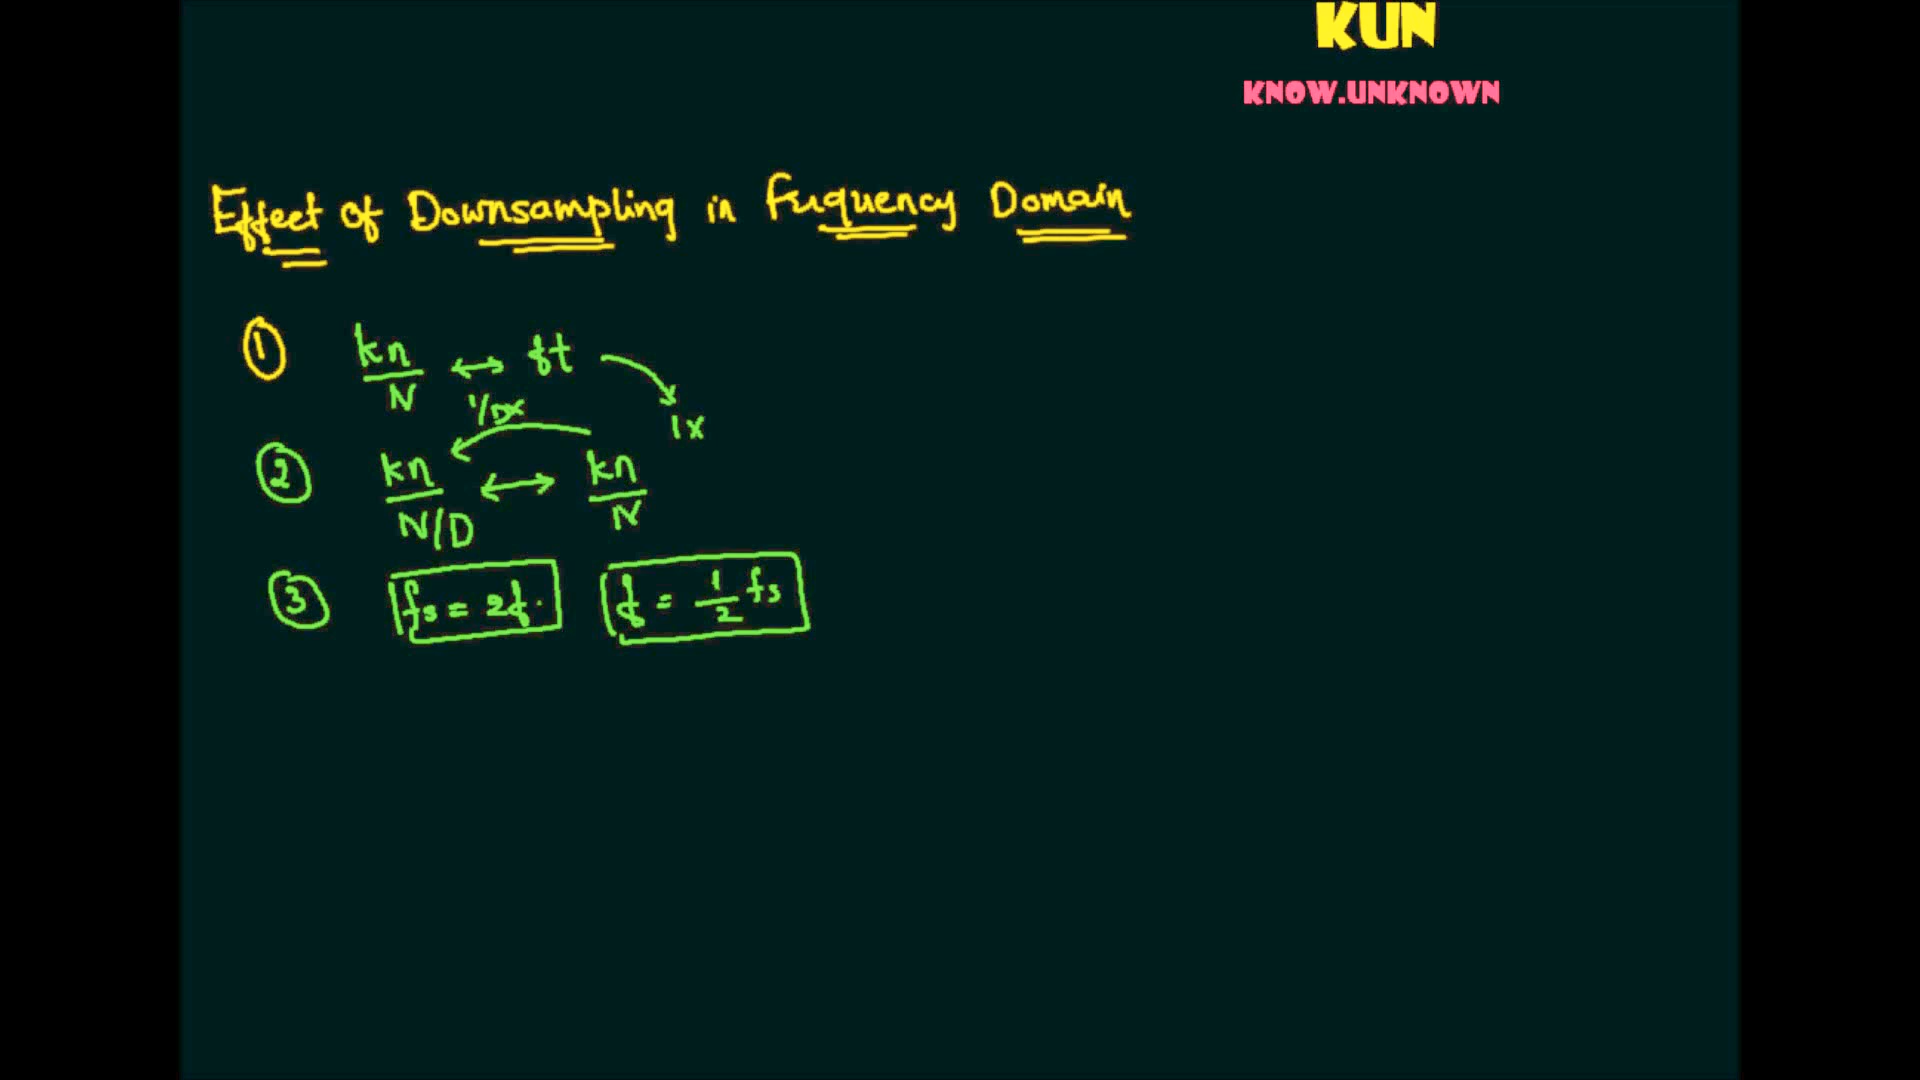 KUN
KNOW.UNKNOWN
Effect of Downsampling in Frequency Domain
① kn/N ↔ ft
1/Dx
1x
② kn/(N/D) ↔ kn/N
③ fs = 2f. f = 1/2 fs